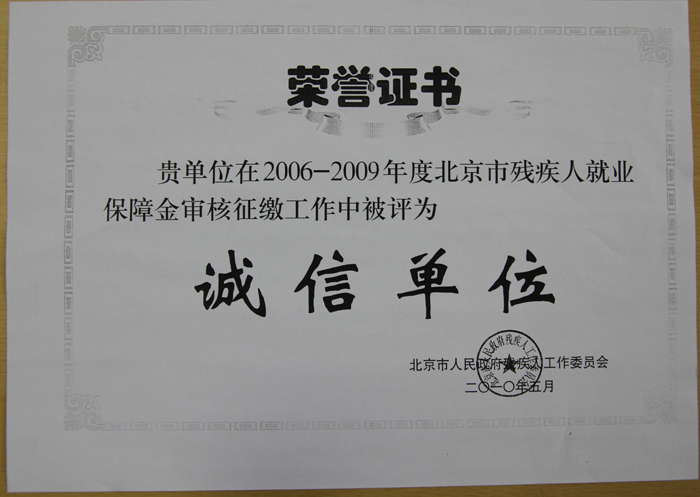 荣誉证书
贵单位在2006-2009年度北京市残疾人就业
保障金审核征缴工作中被评为
诚信单位
北京市人民政府残疾人工作委员会
二〇一〇年五月